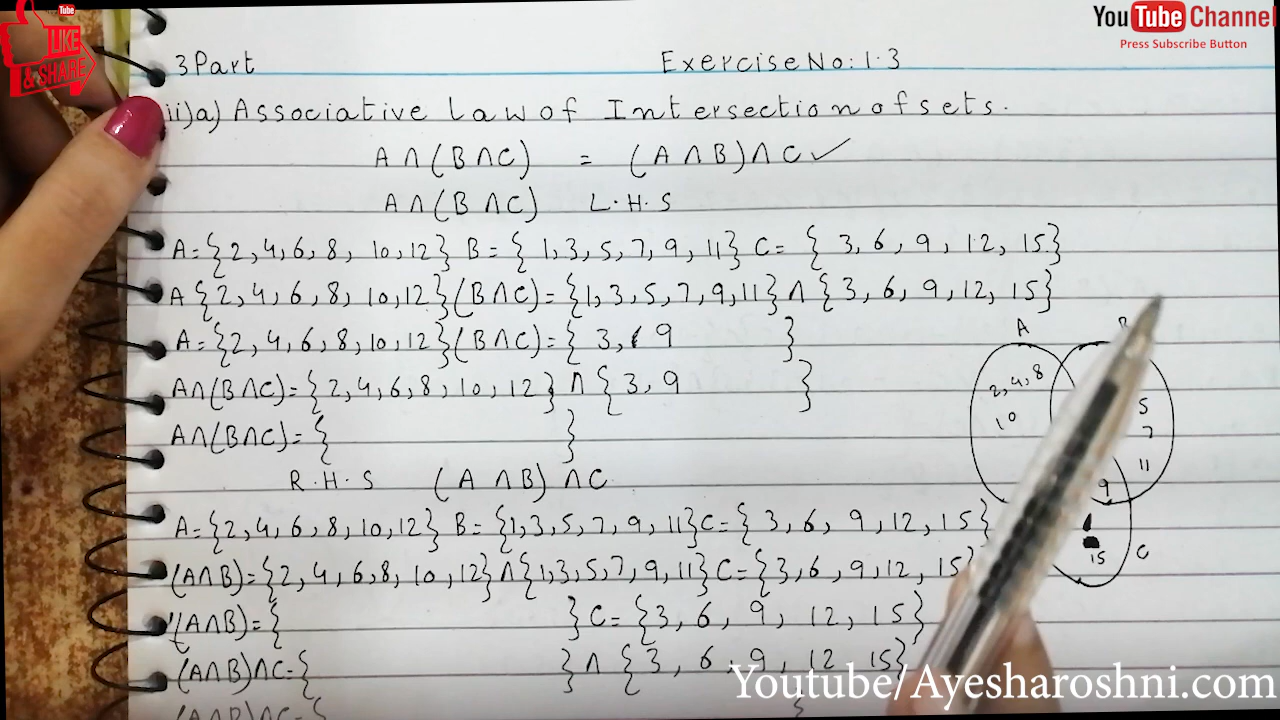 YouTube Channel
Press Subscribe Button
You Tube
LIKE
& SHARE
3 Part Exercise No: 1.3
ii) a) Associative Law of Intersection of sets.
A ∩ (B ∩ C) = (A ∩ B) ∩ C ✓
A ∩ (B ∩ C) L.H.S
A = {2, 4, 6, 8, 10, 12} B = {1, 3, 5, 7, 9, 11} C = {3, 6, 9, 12, 15}
A {2, 4, 6, 8, 10, 12} (B ∩ C) = {1, 3, 5, 7, 9, 11} ∩ {3, 6, 9, 12, 15}
A = {2, 4, 6, 8, 10, 12} (B ∩ C) = {3, 9 }
A ∩ (B ∩ C) = {2, 4, 6, 8, 10, 12} ∩ {3, 9 }
A ∩ (B ∩ C) = { }
R.H.S (A ∩ B) ∩ C
A = {2, 4, 6, 8, 10, 12} B = {1, 3, 5, 7, 9, 11} C = {3, 6, 9, 12, 15}
(A ∩ B) = {2, 4, 6, 8, 10, 12} ∩ {1, 3, 5, 7, 9, 11} C = {3, 6, 9, 12, 15}
(A ∩ B) = { } C = {3, 6, 9, 12, 15}
(A ∩ B) ∩ C = { } ∩ {3, 6, 9, 12, 15}
A
2, 4, 8
10
5
7
11
9
15
C
Youtube/Ayesharoshni.com